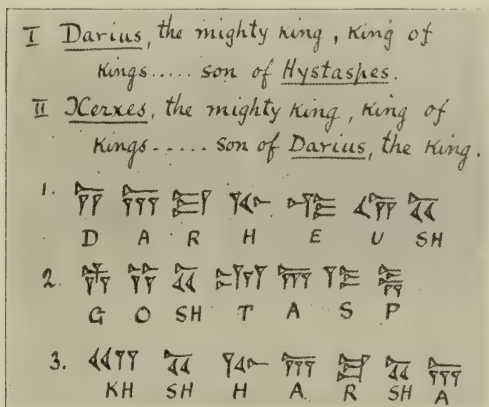 I Darius, the mighty king, King of
kings ..... son of Hystaspes.
II Xerxes, the mighty king, King of
kings ..... son of Darius, the King.
1. 𐎭 𐎠 𐎼 𐎹 𐎺 𐎢 𐏁
D A R H E U SH
2. 𐎻 𐎡 𐏁 𐎫 𐎠 𐎿 𐎱
G O SH T A S P
3. 𐎧 𐏁 𐎹 𐎠 𐎼 𐏁 𐎠
KH SH H A R SH A